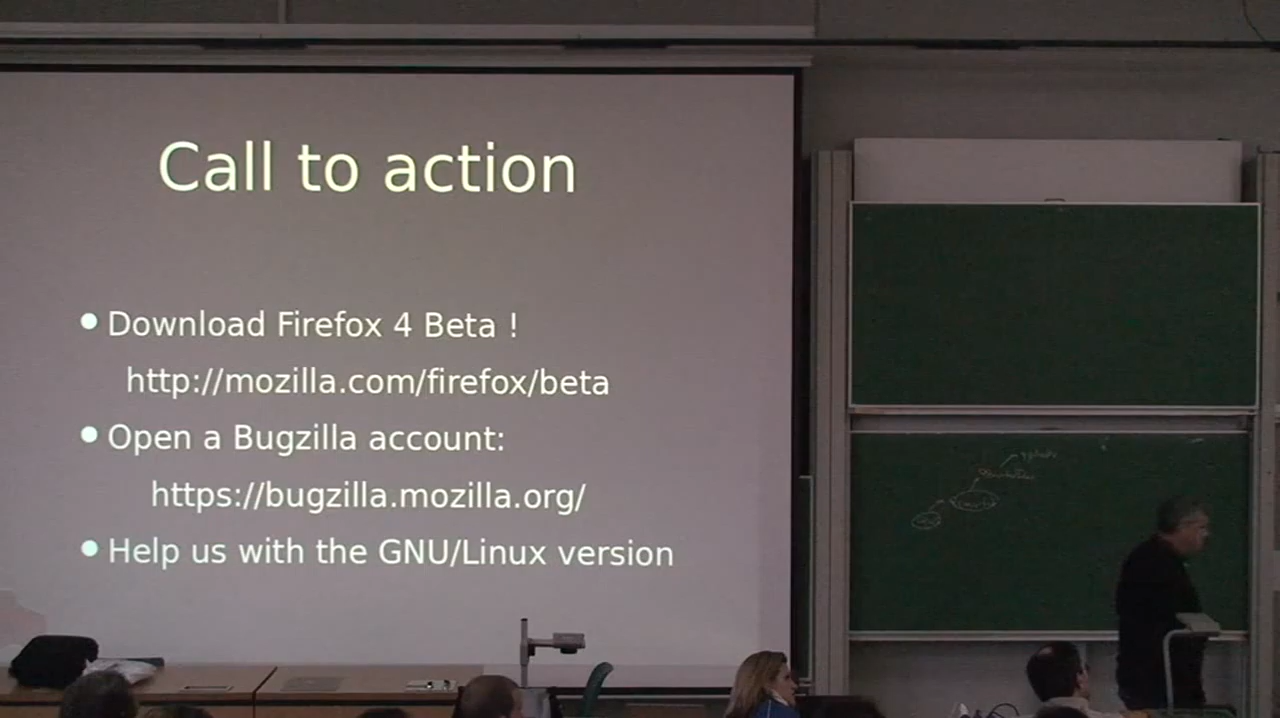 Call to action
Download Firefox 4 Beta !
http://mozilla.com/firefox/beta
Open a Bugzilla account:
https://bugzilla.mozilla.org/
Help us with the GNU/Linux version